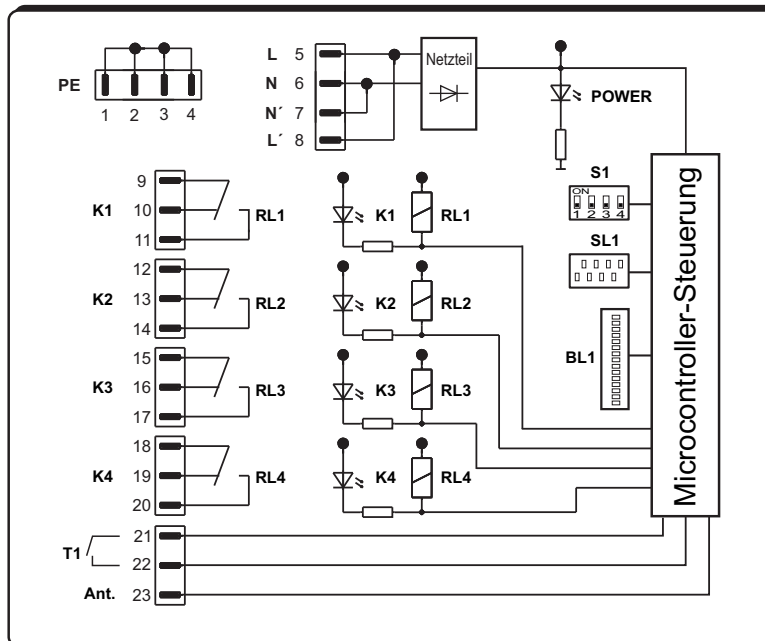 PE
1 2 3 4
L 5
N 6
N´ 7
L´ 8
Netzteil
POWER
S1
ON
1 2 3 4
SL1
BL1
Microcontroller-Steuerung
9
K1 10 RL1
11
K1 RL1
12
K2 13 RL2
14
K2 RL2
15
K3 16 RL3
17
K3 RL3
18
K4 19 RL4
20
K4 RL4
21
T1
22
Ant. 23